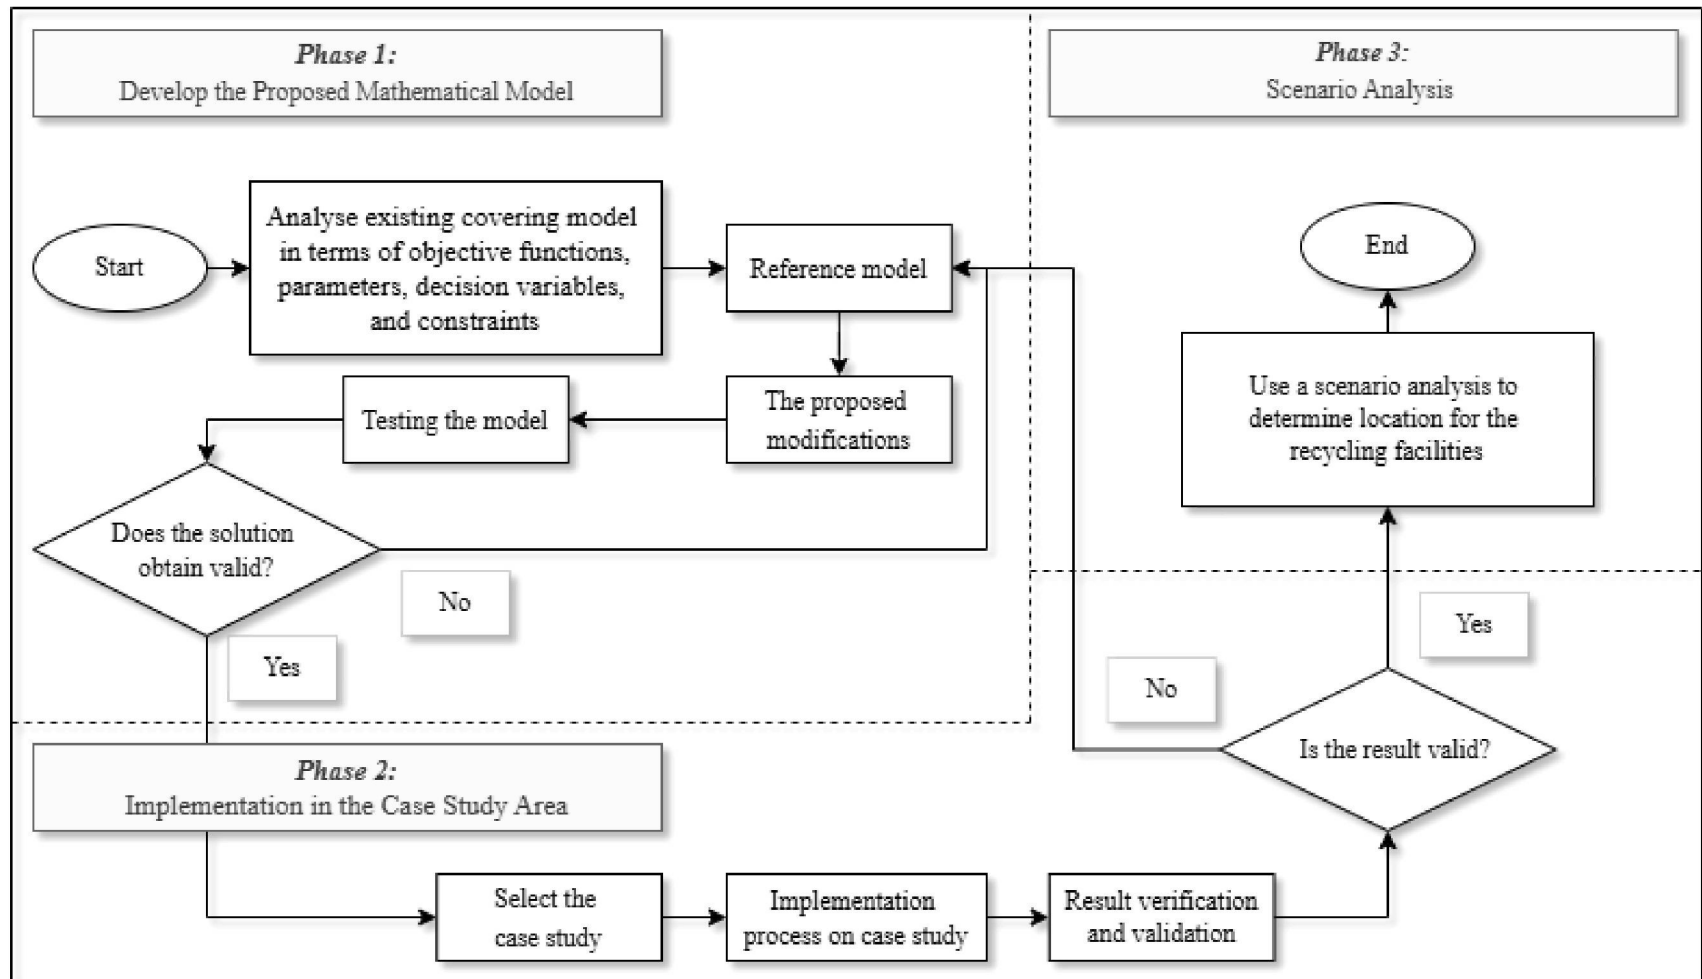 Phase 1:
Develop the Proposed Mathematical Model
Start
Analyse existing covering model
in terms of objective functions,
parameters, decision variables,
and constraints
Reference model
The proposed
modifications
Testing the model
Does the solution
obtain valid?
No
Yes
Phase 2:
Implementation in the Case Study Area
Select the
case study
Implementation
process on case study
Result verification
and validation
Is the result valid?
No
Yes
Phase 3:
Scenario Analysis
Use a scenario analysis to
determine location for the
recycling facilities
End